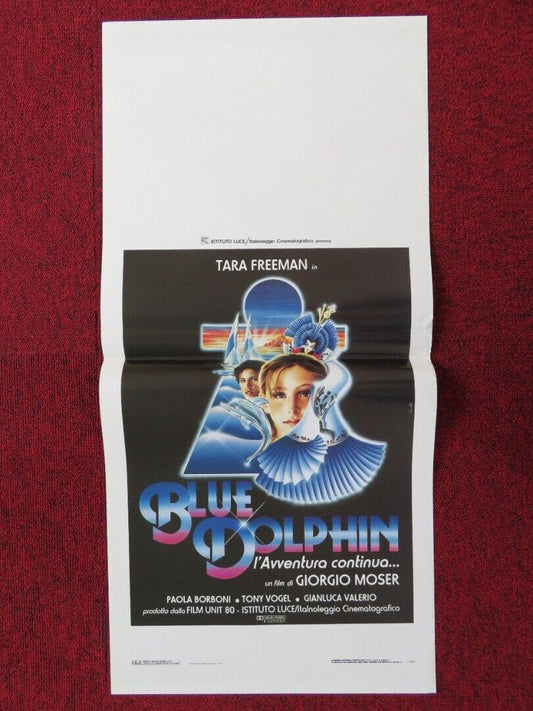 ISTITUTO LUCE/Italnoleggio Cinematografico presenta
TARA FREEMAN in
BLUE
DOLPHIN
l'Avventura continua...
un film di GIORGIO MOSER
PAOLA BORBONI • TONY VOGEL • GIANLUCA VALERIO
prodotto dalla FILM UNIT 80 - ISTITUTO LUCE/Italnoleggio Cinematografico